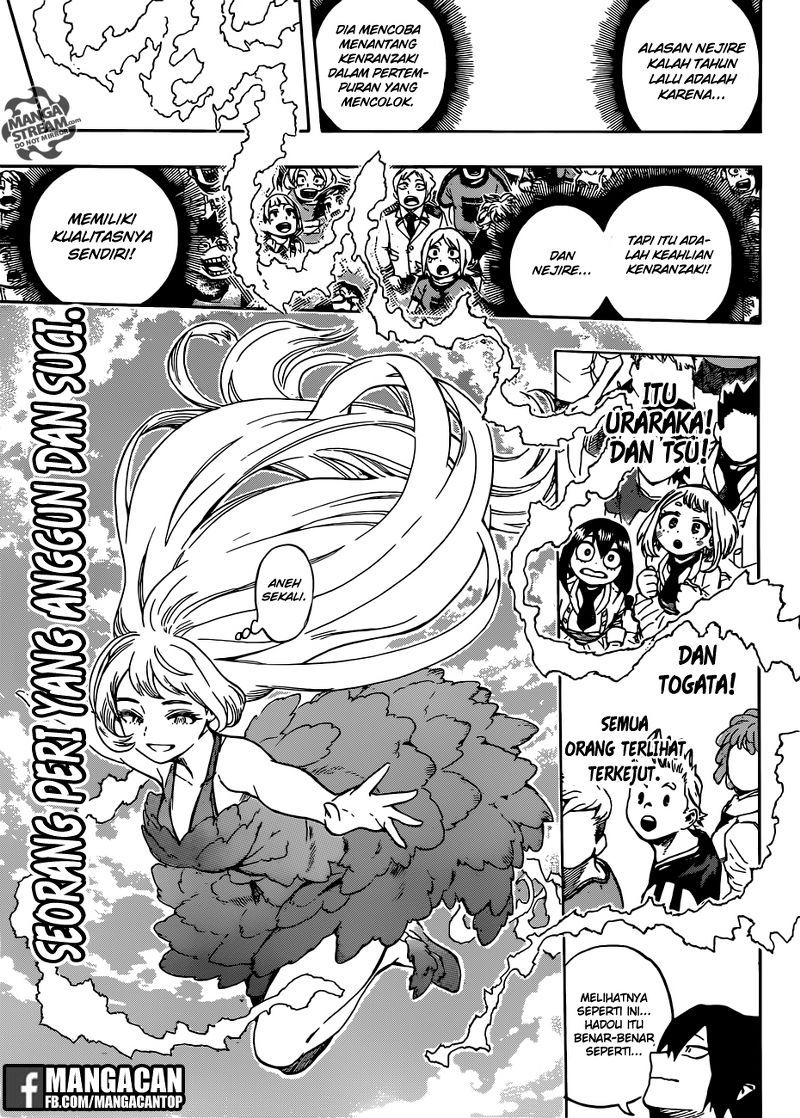 ALASAN NEJIRE
KALAH TAHUN
LALU ADALAH
KARENA...
DIA MENCOBA
MENANTANG
KENRANZAKI
DALAM PERTEM-
PURAN YANG
MENCOLOK.
MANGA
STREAM.com
DO NOT MIRROR
TAPI ITU ADA-
LAH KEAHLIAN
KENRANZAKI!
DAN
NEJIRE...
MEMILIKI
KUALITASNYA
SENDIRI!
ITU
URARAKA!
DAN TSU!
ANEH
SEKALI.
SEORANG PERI YANG ANGGUN DAN SUCI.
DAN
TOGATA!
SEMUA
ORANG TERLIHAT
TERKEJUT.
MELIHATNYA
SEPERTI INI...
HADOU ITU
BENAR-BENAR
SEPERTI...
f MANGACAN
FB.COM/MANGACANTOP